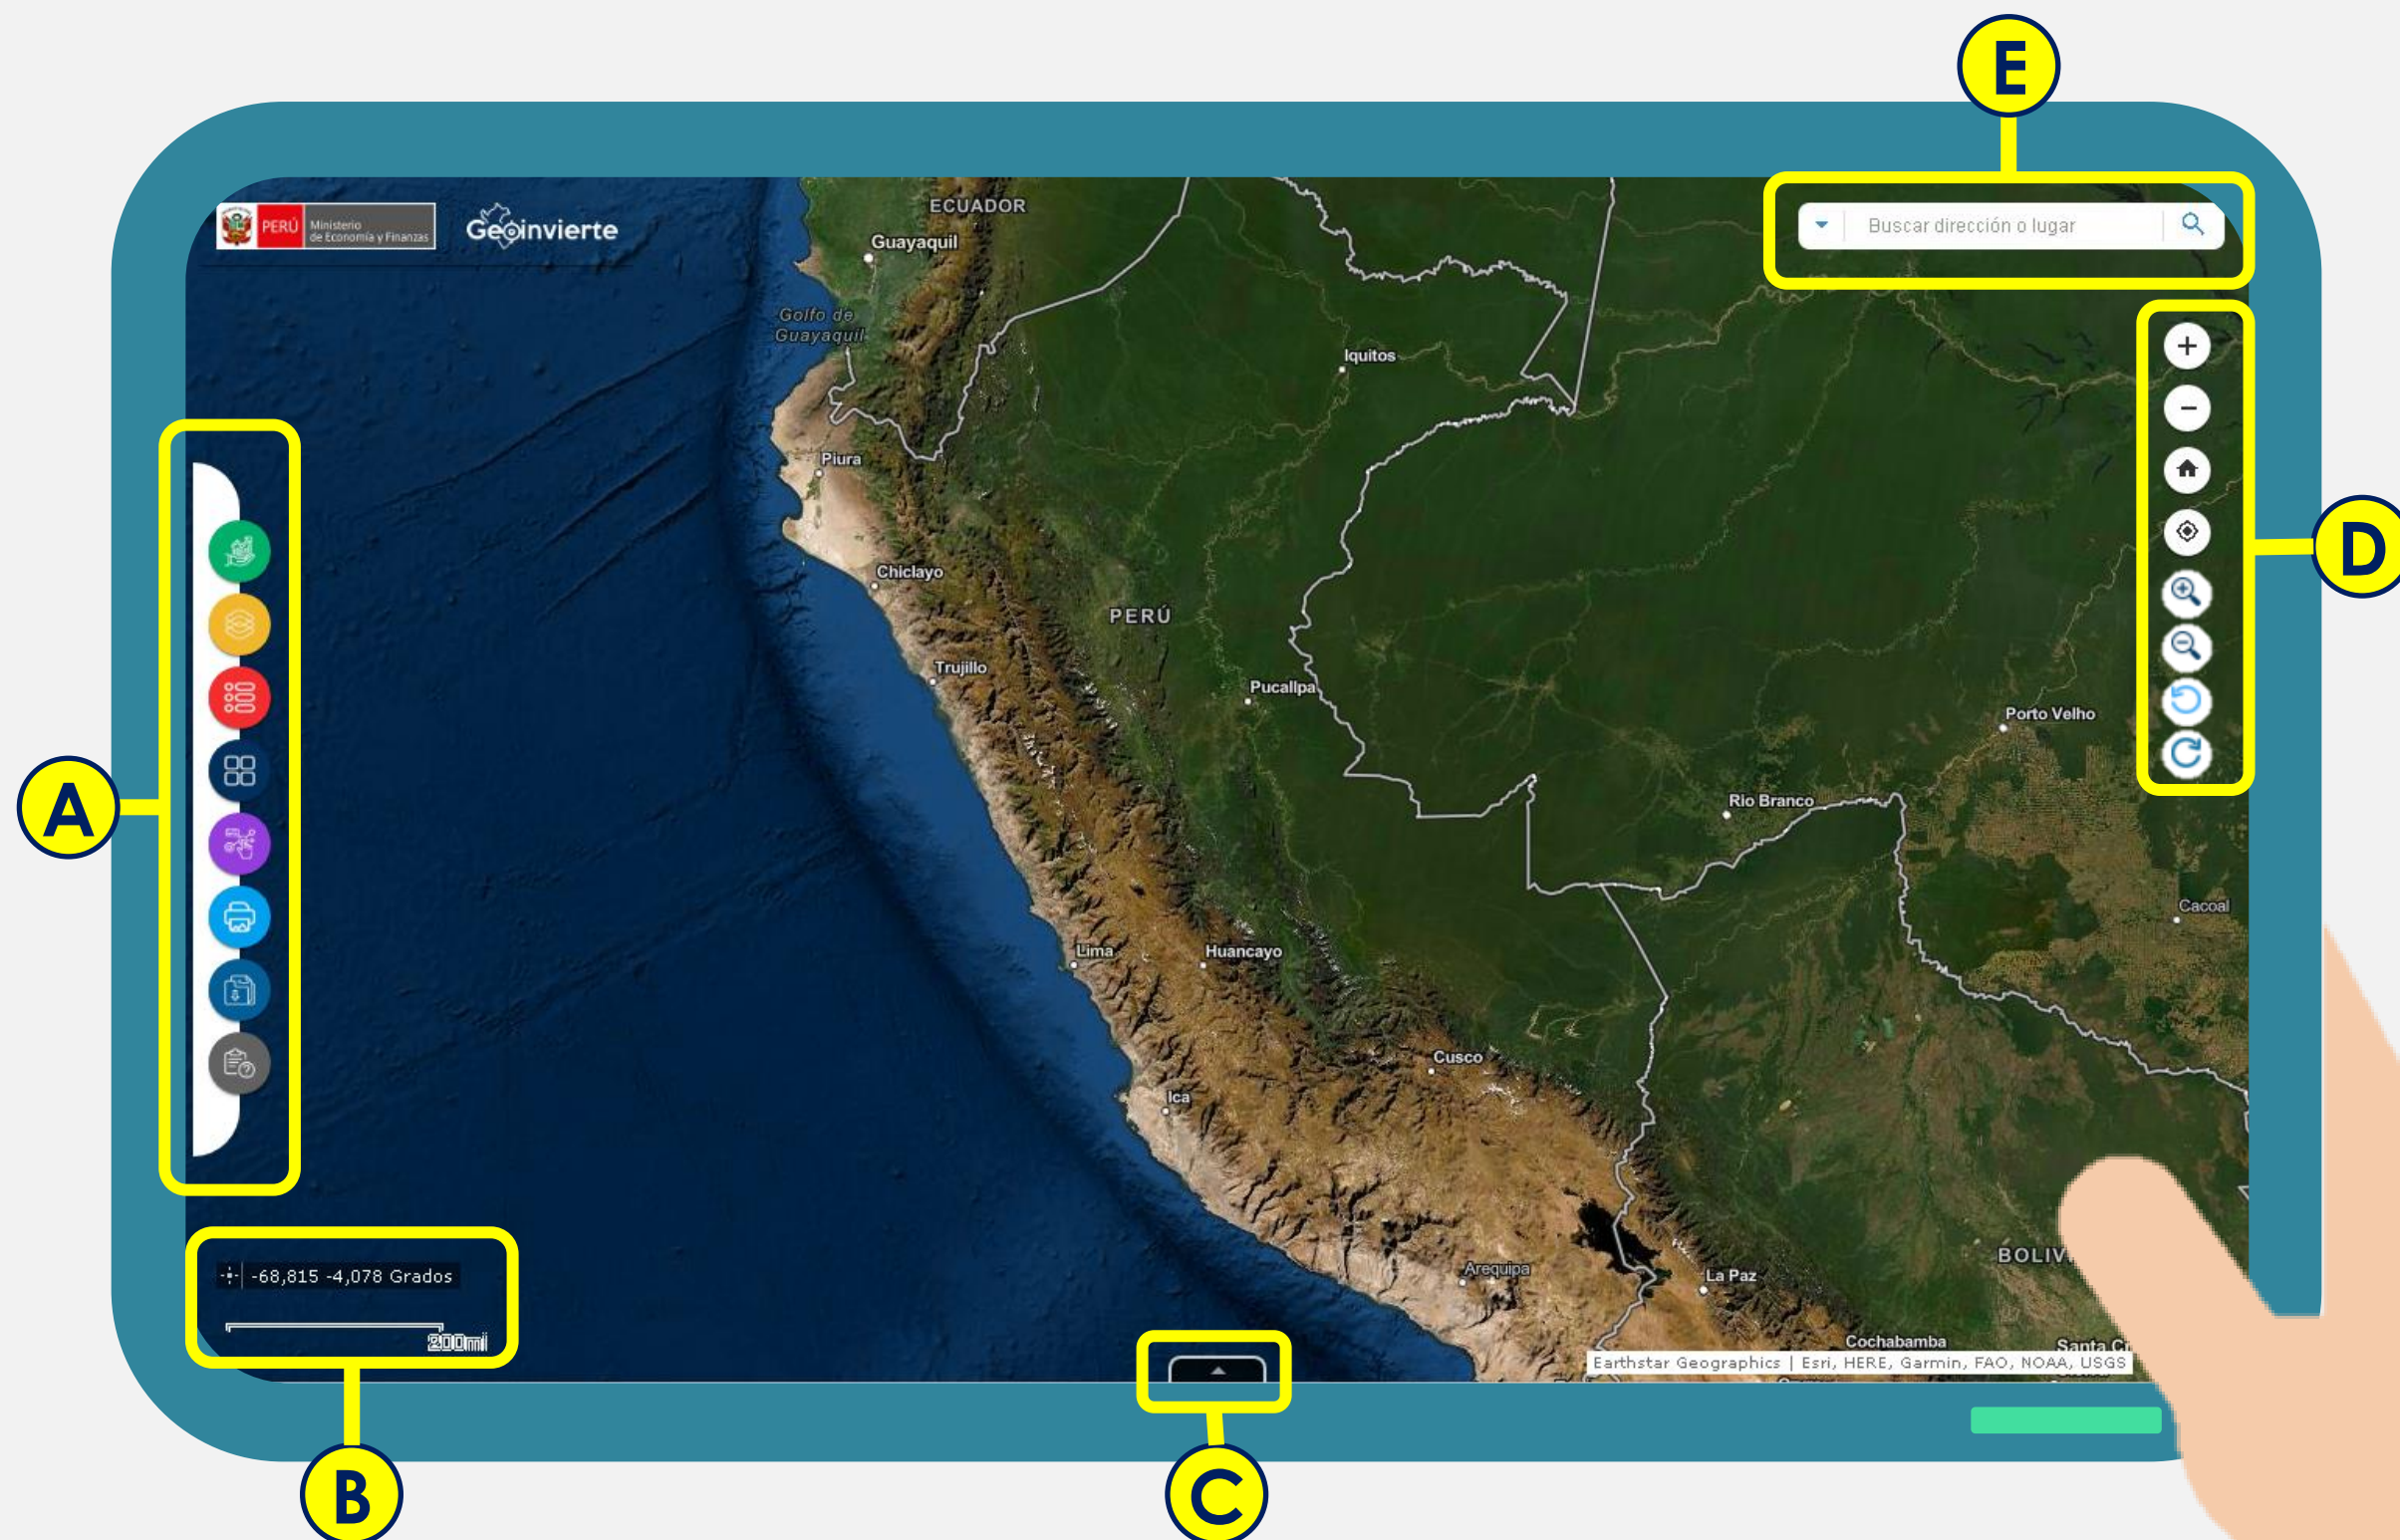 E
PERÚ
Ministerio
de Economía y Finanzas
Geoinvierte
Buscar dirección o lugar
ECUADOR
Guayaquil
Golfo de
Guayaquil
Iquitos
Piura
Chiclayo
PERÚ
Trujillo
Pucallpa
Porto Velho
D
A
Rio Branco
Cacoal
Lima
Huancayo
Cusco
Ica
BOLIV
Arequipa
La Paz
-68,815 -4,078 Grados
200mi
Cochabamba
Santa C
Earthstar Geographics | Esri, HERE, Garmin, FAO, NOAA, USGS
B
C